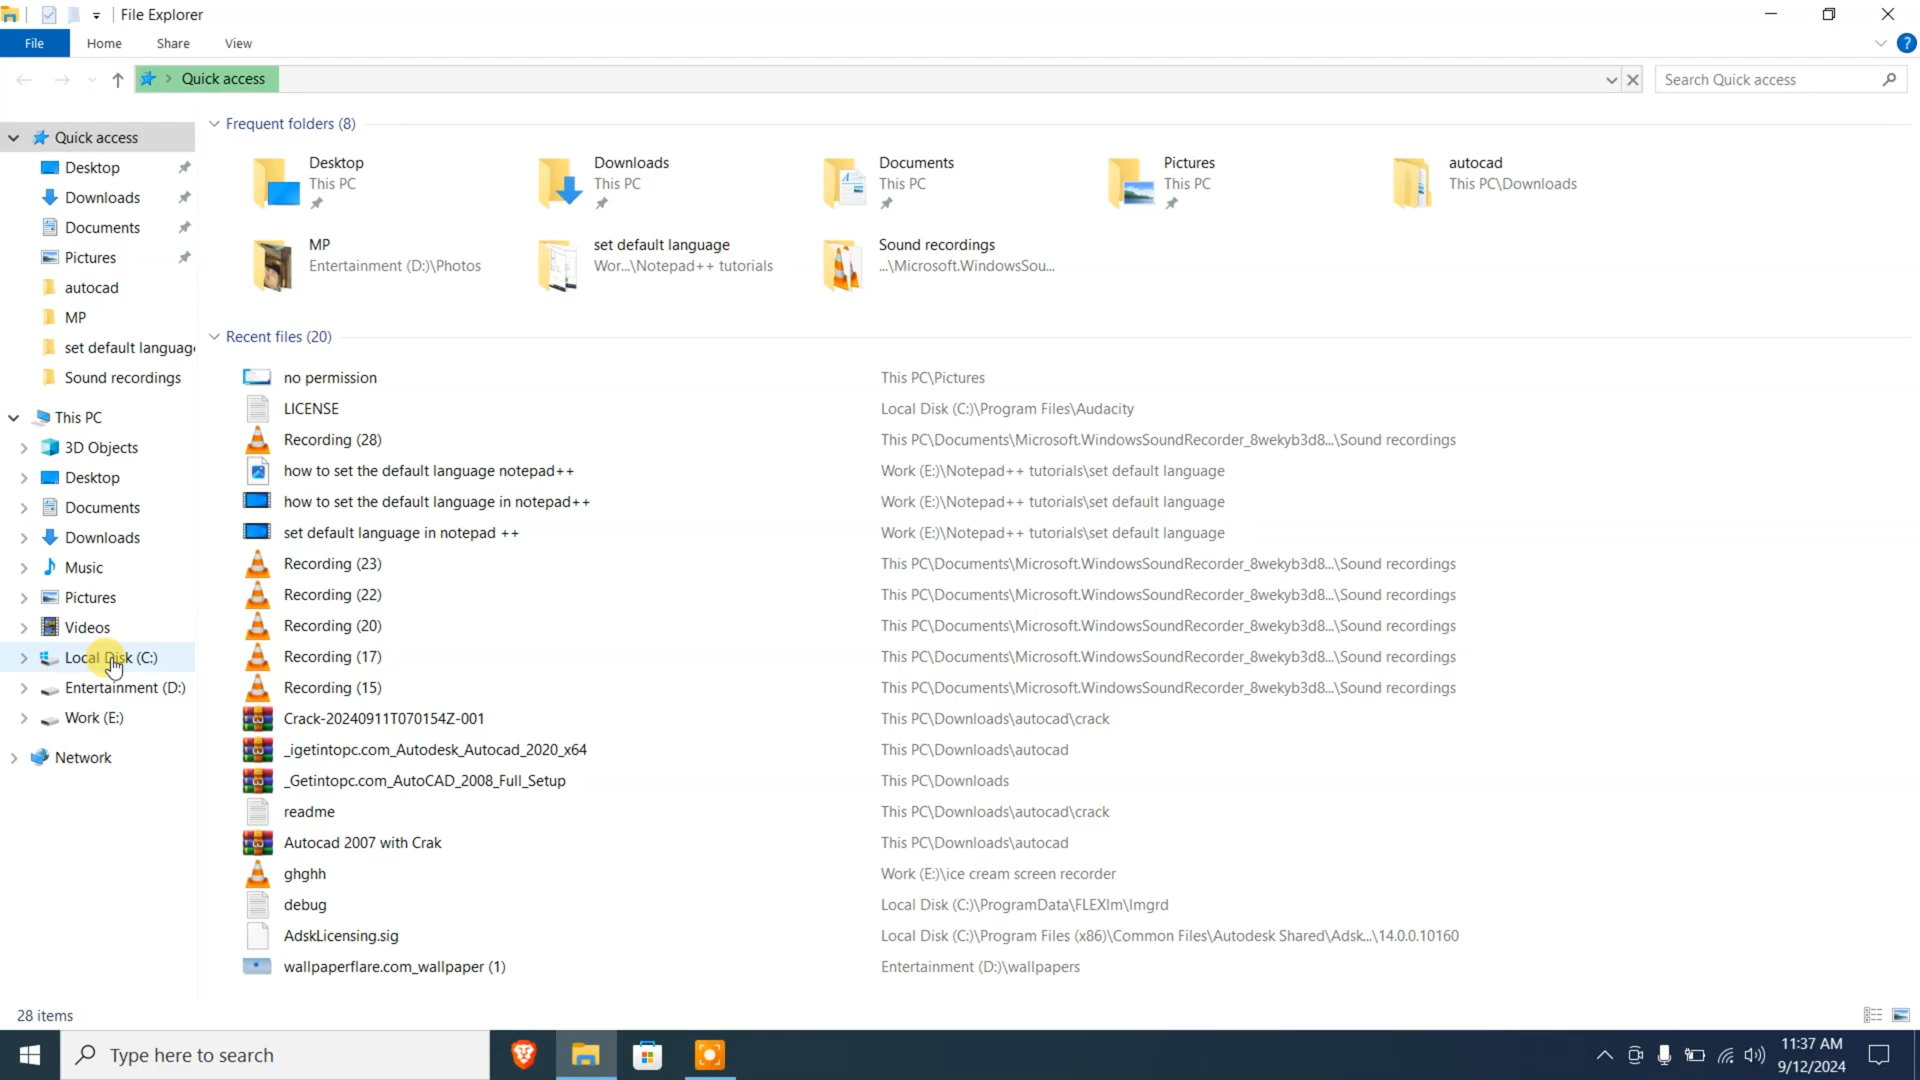 File Explorer
File Home Share View
Quick access
Search Quick access
Quick access
Desktop
Downloads
Documents
Pictures
autocad
MP
set default languag
Sound recordings
This PC
3D Objects
Desktop
Documents
Downloads
Music
Pictures
Videos
Local Disk (C:)
Entertainment (D:)
Work (E:)
Network
Frequent folders (8)
Desktop
This PC
Downloads
This PC
Documents
This PC
Pictures
This PC
autocad
This PC\Downloads
MP
Entertainment (D:)\Photos
set default language
Wor...\Notepad++ tutorials
Sound recordings
...\Microsoft.WindowsSou...
Recent files (20)
no permission This PC\Pictures
LICENSE Local Disk (C:)\Program Files\Audacity
Recording (28) This PC\Documents\Microsoft.WindowsSoundRecorder_8wekyb3d8...\Sound recordings
how to set the default language notepad++ Work (E:)\Notepad++ tutorials\set default language
how to set the default language in notepad++ Work (E:)\Notepad++ tutorials\set default language
set default language in notepad ++ Work (E:)\Notepad++ tutorials\set default language
Recording (23) This PC\Documents\Microsoft.WindowsSoundRecorder_8wekyb3d8...\Sound recordings
Recording (22) This PC\Documents\Microsoft.WindowsSoundRecorder_8wekyb3d8...\Sound recordings
Recording (20) This PC\Documents\Microsoft.WindowsSoundRecorder_8wekyb3d8...\Sound recordings
Recording (17) This PC\Documents\Microsoft.WindowsSoundRecorder_8wekyb3d8...\Sound recordings
Recording (15) This PC\Documents\Microsoft.WindowsSoundRecorder_8wekyb3d8...\Sound recordings
Crack-20240911T070154Z-001 This PC\Downloads\autocad\crack
_igetintopc.com_Autodesk_Autocad_2020_x64 This PC\Downloads\autocad
_Getintopc.com_AutoCAD_2008_Full_Setup This PC\Downloads
readme This PC\Downloads\autocad\crack
Autocad 2007 with Crak This PC\Downloads\autocad
ghghh Work (E:)\ice cream screen recorder
debug Local Disk (C:)\ProgramData\FLEXlm\lmgrd
AdskLicensing.sig Local Disk (C:)\Program Files (x86)\Common Files\Autodesk Shared\Adsk...\14.0.0.10160
wallpaperflare.com_wallpaper (1) Entertainment (D:)\wallpapers
28 items
Type here to search
11:37 AM
9/12/2024